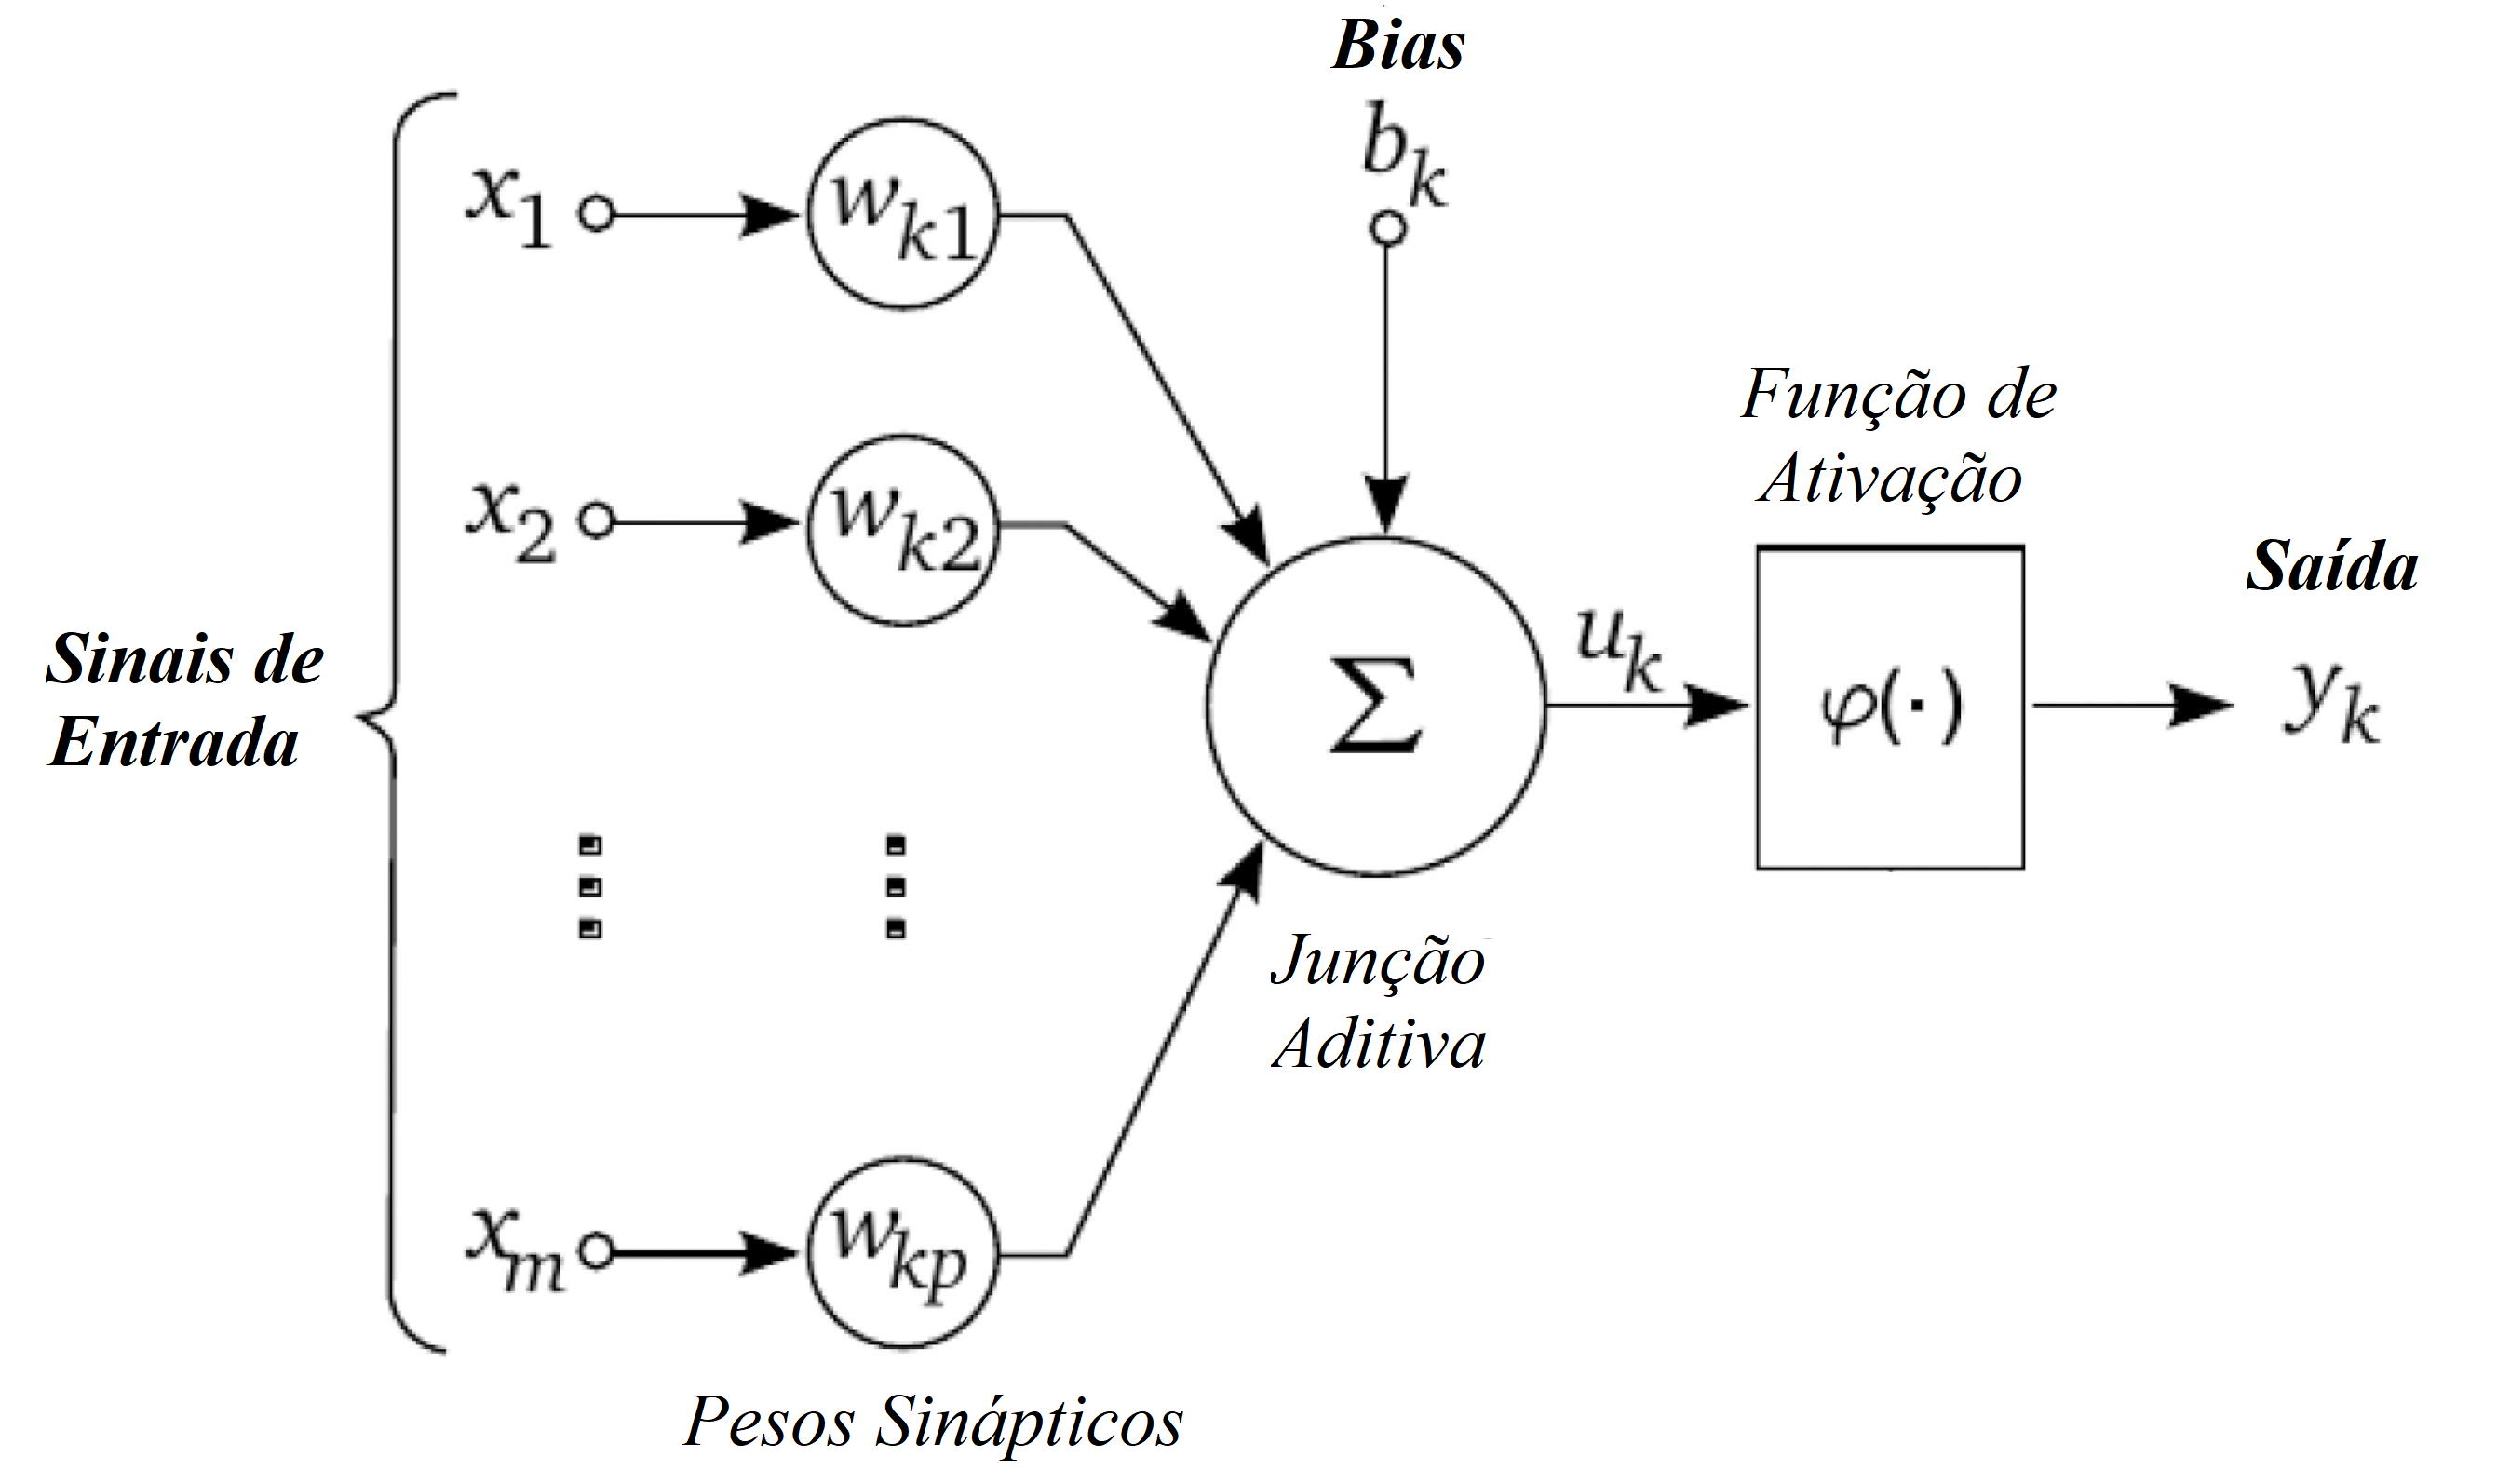 Bias
b_k
x_1
w_k1
x_2
w_k2
Função de
Ativação
Saída
Sinais de
Entrada
Σ
u_k
φ(·)
y_k
Junção
Aditiva
x_m
w_kp
Pesos Sinápticos